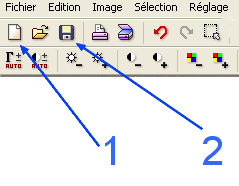 Fichier Edition Image Sélection Réglage
Γ± AUTO ± AUTO
1 2